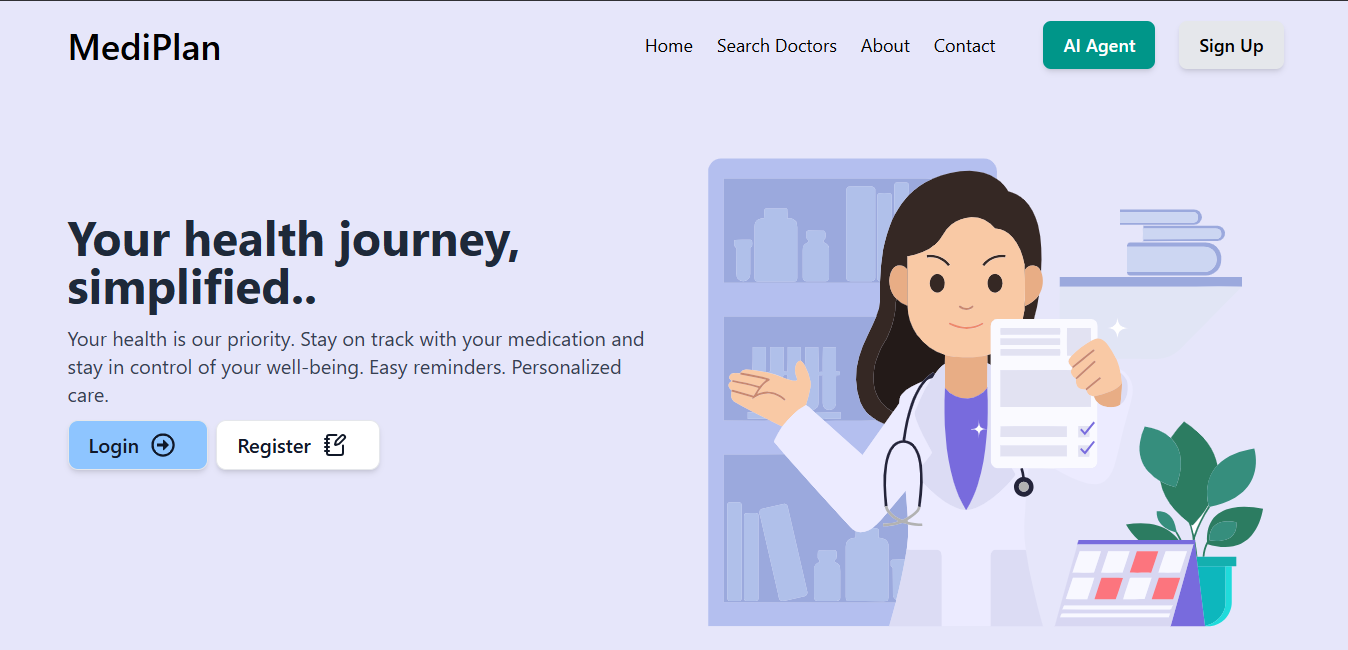 MediPlan
Home Search Doctors About Contact AI Agent Sign Up
Your health journey,
simplified..
Your health is our priority. Stay on track with your medication and
stay in control of your well-being. Easy reminders. Personalized
care.
Login Register